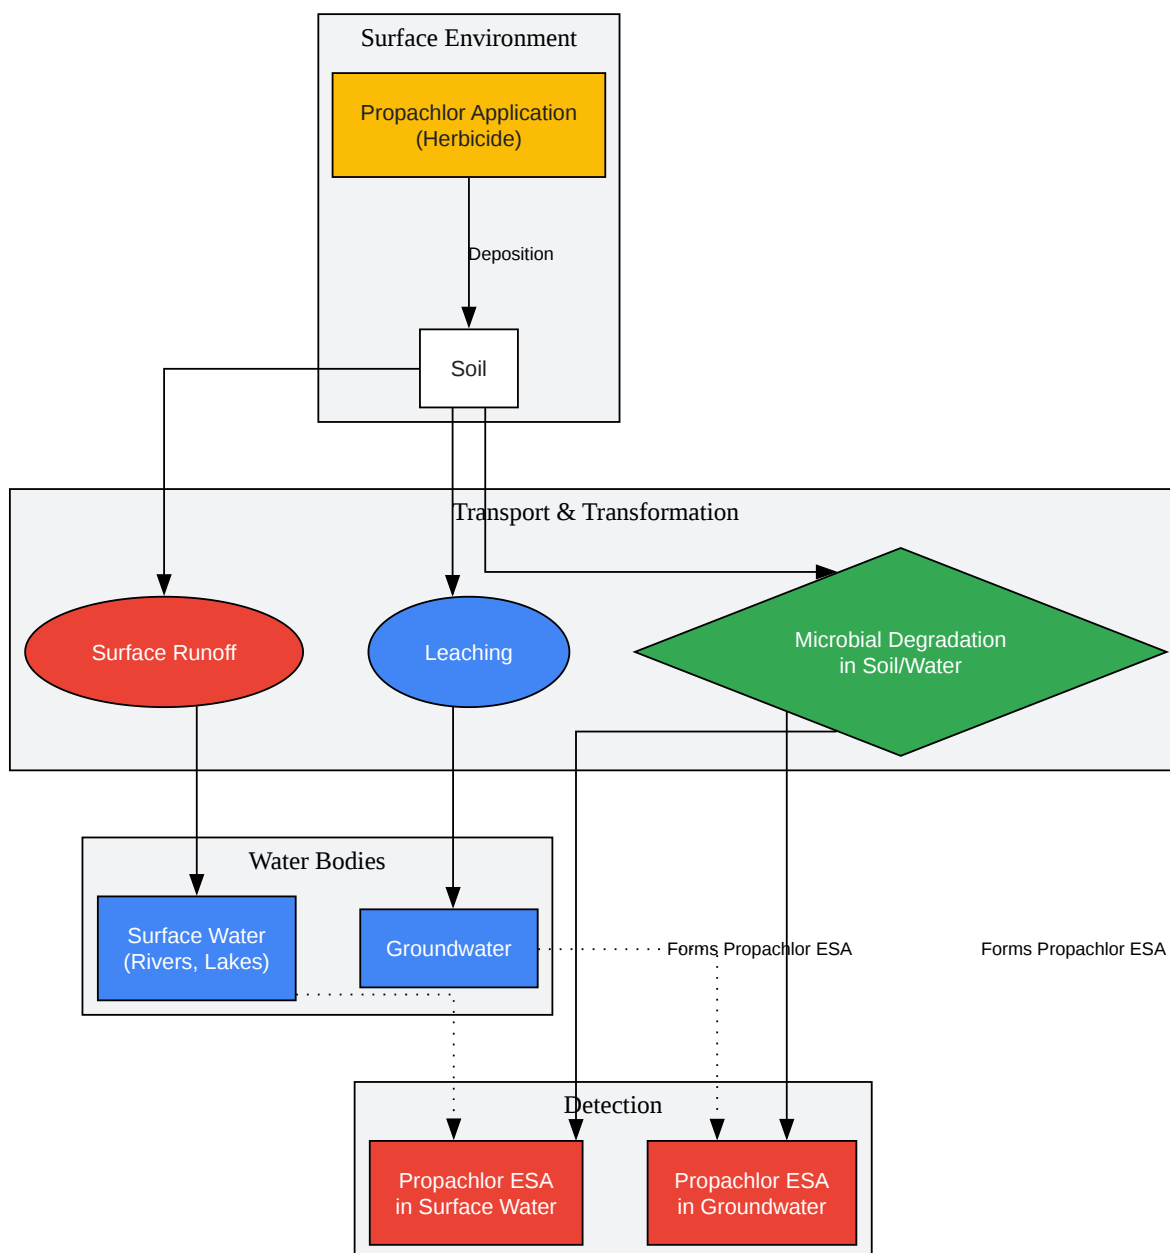 Surface Environment
Propachlor Application
(Herbicide)
Deposition
Soil
Transport & Transformation
Surface Runoff
Leaching
Microbial Degradation
in Soil/Water
Water Bodies
Surface Water
(Rivers, Lakes)
Groundwater
Forms Propachlor ESA
Forms Propachlor ESA
Detection
Propachlor ESA
in Surface Water
Propachlor ESA
in Groundwater